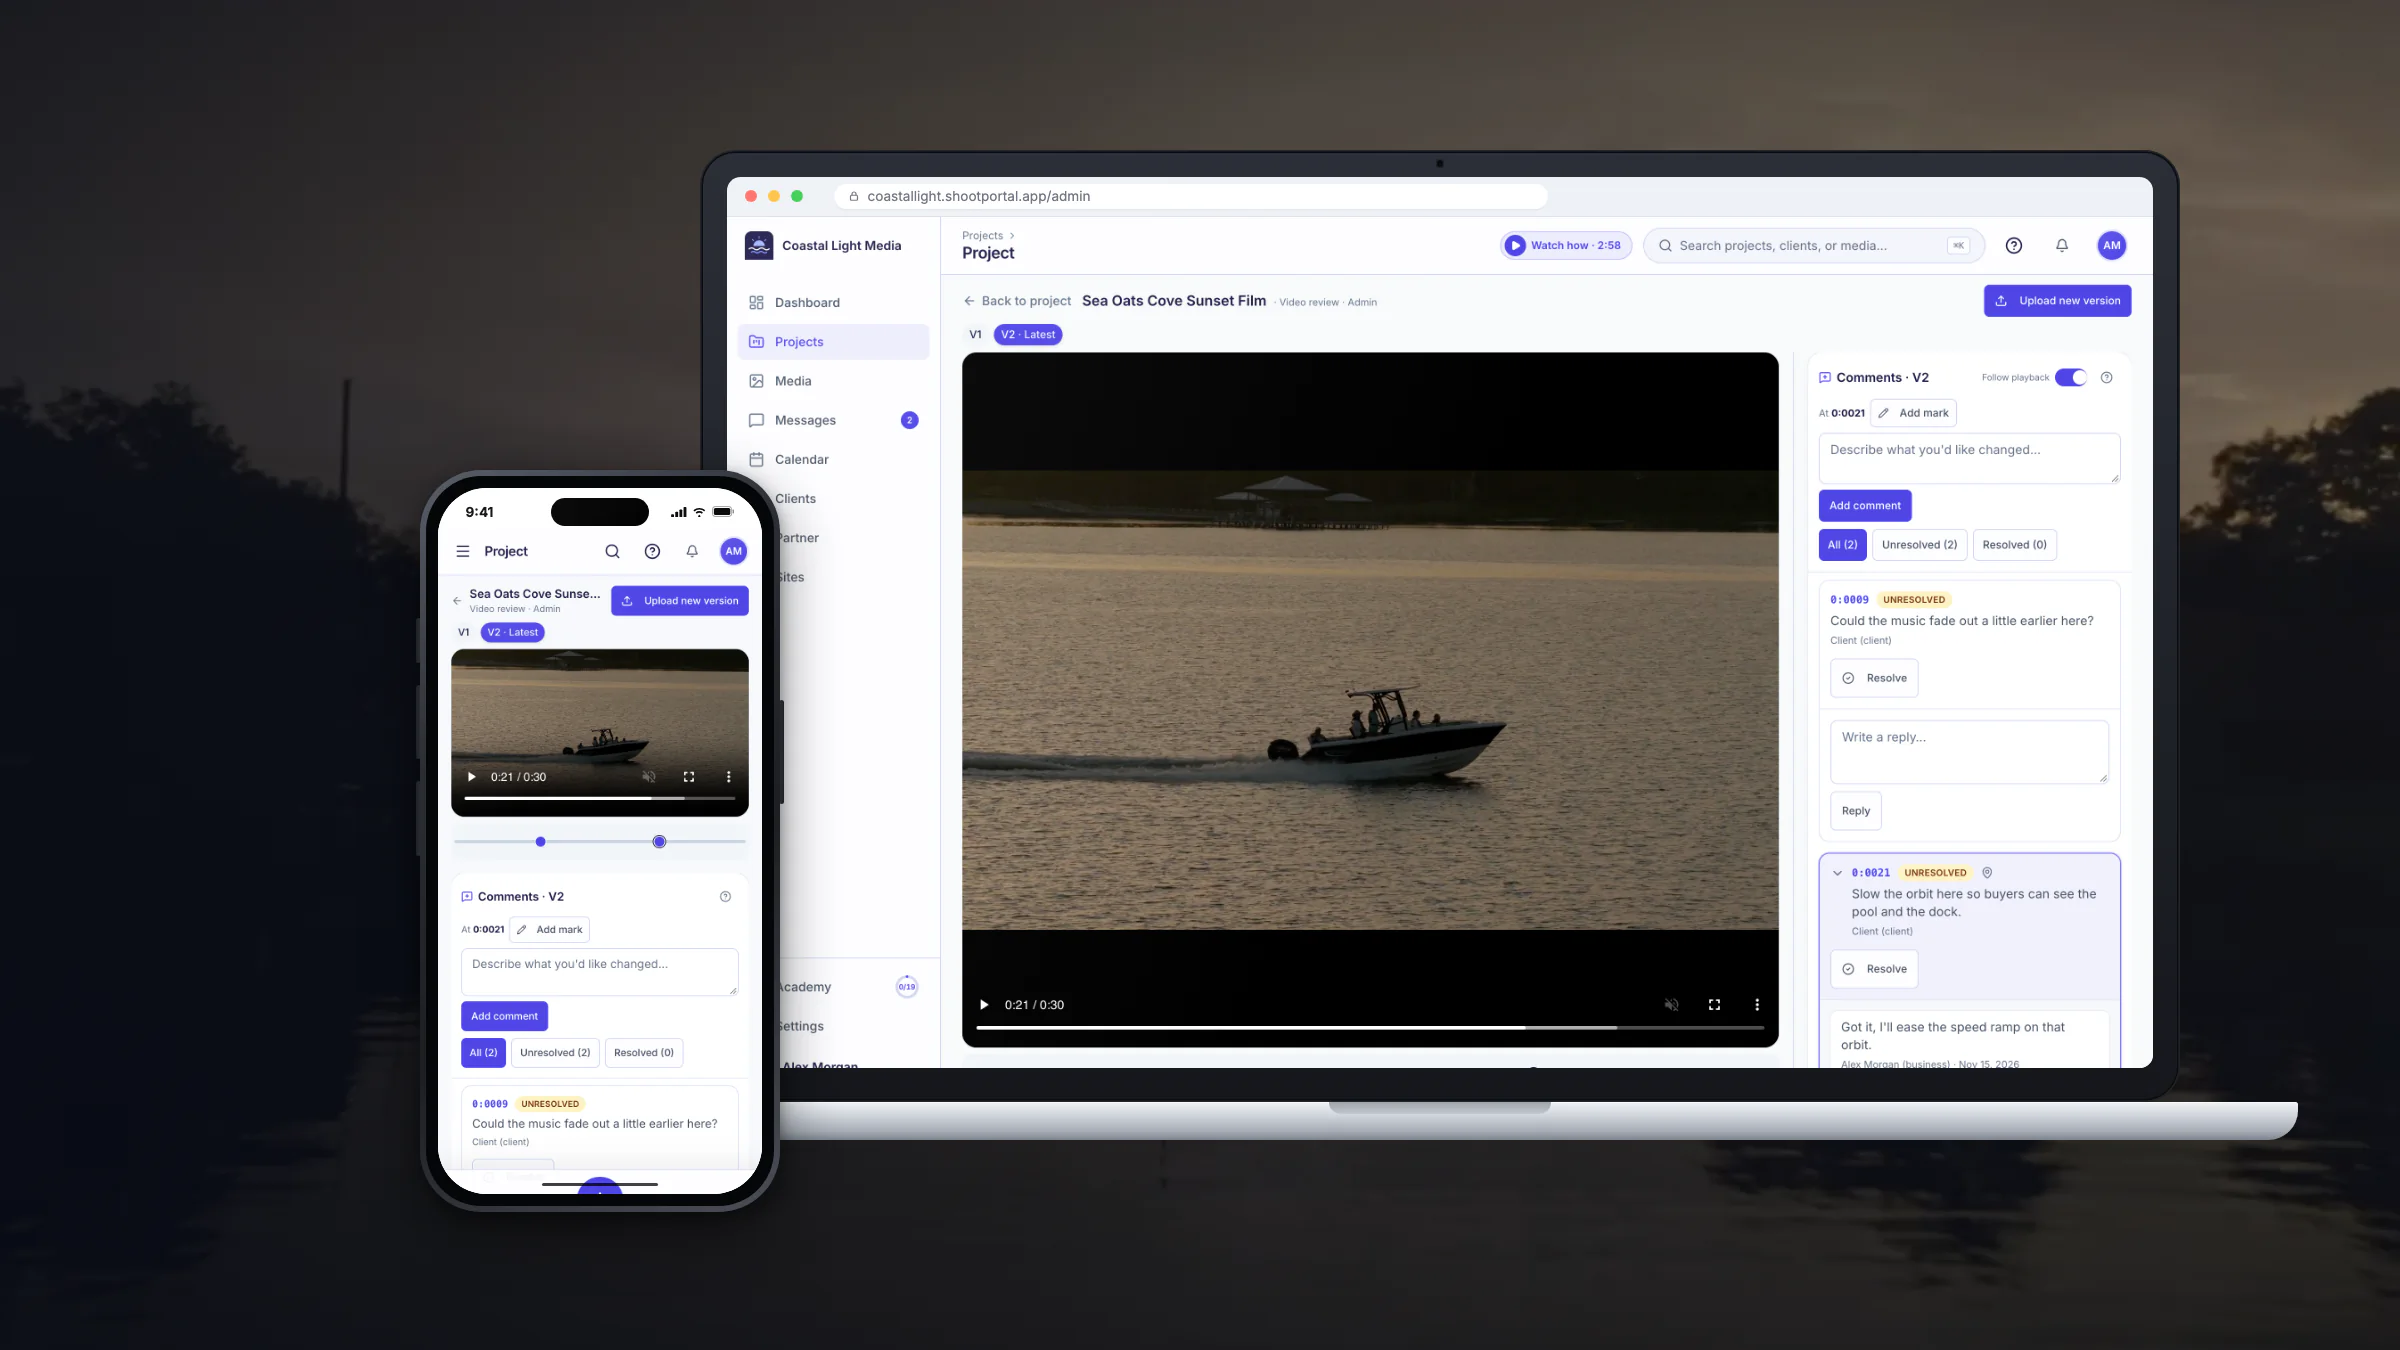 coastallight.shootportal.app/admin
Coastal Light Media
Projects
Project
Watch how · 2:58
Search projects, clients, or media...
⌘K
AM
Dashboard
Projects
Media
Messages
2
Calendar
Clients
Partner
Sites
Academy
0/19
Settings
Alex Morgan
Back to project
Sea Oats Cove Sunset Film
· Video review · Admin
Upload new version
V1
V2 · Latest
0:21 / 0:30
Comments · V2
Follow playback
At 0:0021
Add mark
Describe what you'd like changed...
Add comment
All (2)
Unresolved (2)
Resolved (0)
0:0009
UNRESOLVED
Could the music fade out a little earlier here?
Client (client)
Resolve
Write a reply...
Reply
0:0021
UNRESOLVED
Slow the orbit here so buyers can see the
pool and the dock.
Client (client)
Resolve
Got it, I'll ease the speed ramp on that
orbit.
Alex Morgan (business) · Nov 15, 2026
9:41
Project
AM
Sea Oats Cove Sunse...
Video review · Admin
Upload new version
V1
V2 · Latest
0:21 / 0:30
Comments · V2
At 0:0021
Add mark
Describe what you'd like changed...
Add comment
All (2)
Unresolved (2)
Resolved (0)
0:0009
UNRESOLVED
Could the music fade out a little earlier here?
Client (client)